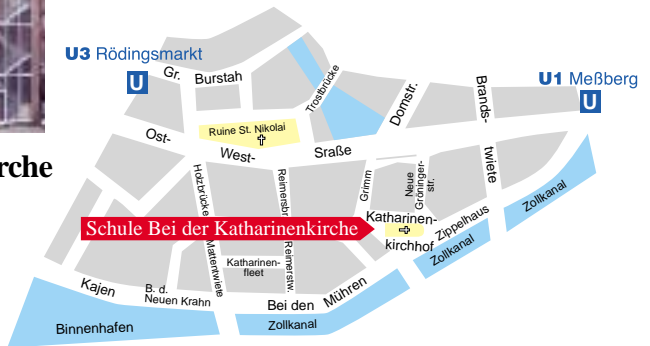 U3 Rödingsmarkt
U
Gr. Burstah
Trostbrücke
Domstr.
Brands-
twiete
U1 Meßberg
U
Ruine St. Nikolai
Ost-
West-
Sraße
rche
Holzbrücke
Reimersbr.
Grimm
Neue
Gröninger-
str.
Schule Bei der Katharinenkirche
Katharinen-
kirchhof
Zippelhaus
Zollkanal
Zollkanal
Mattentwiete
Reimerstw.
Katharinen-
fleet
Kajen
B. d.
Neuen Krahn
Bei den Mühren
Binnenhafen
Zollkanal